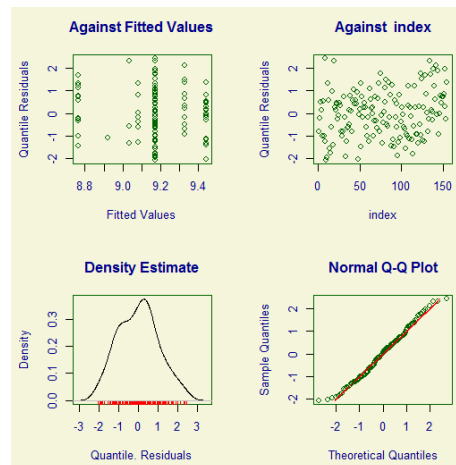 Against Fitted Values
Quantile Residuals
2
1
0
-1
-2
8.8 9.0 9.2 9.4
Fitted Values
Against index
Quantile Residuals
2
1
0
-1
-2
0 50 100 150
index
Density Estimate
Density
0.3
0.2
0.1
0.0
-3 -2 -1 0 1 2 3
Quantile. Residuals
Normal Q-Q Plot
Sample Quantiles
2
1
0
-1
-2
-2 -1 0 1 2
Theoretical Quantiles